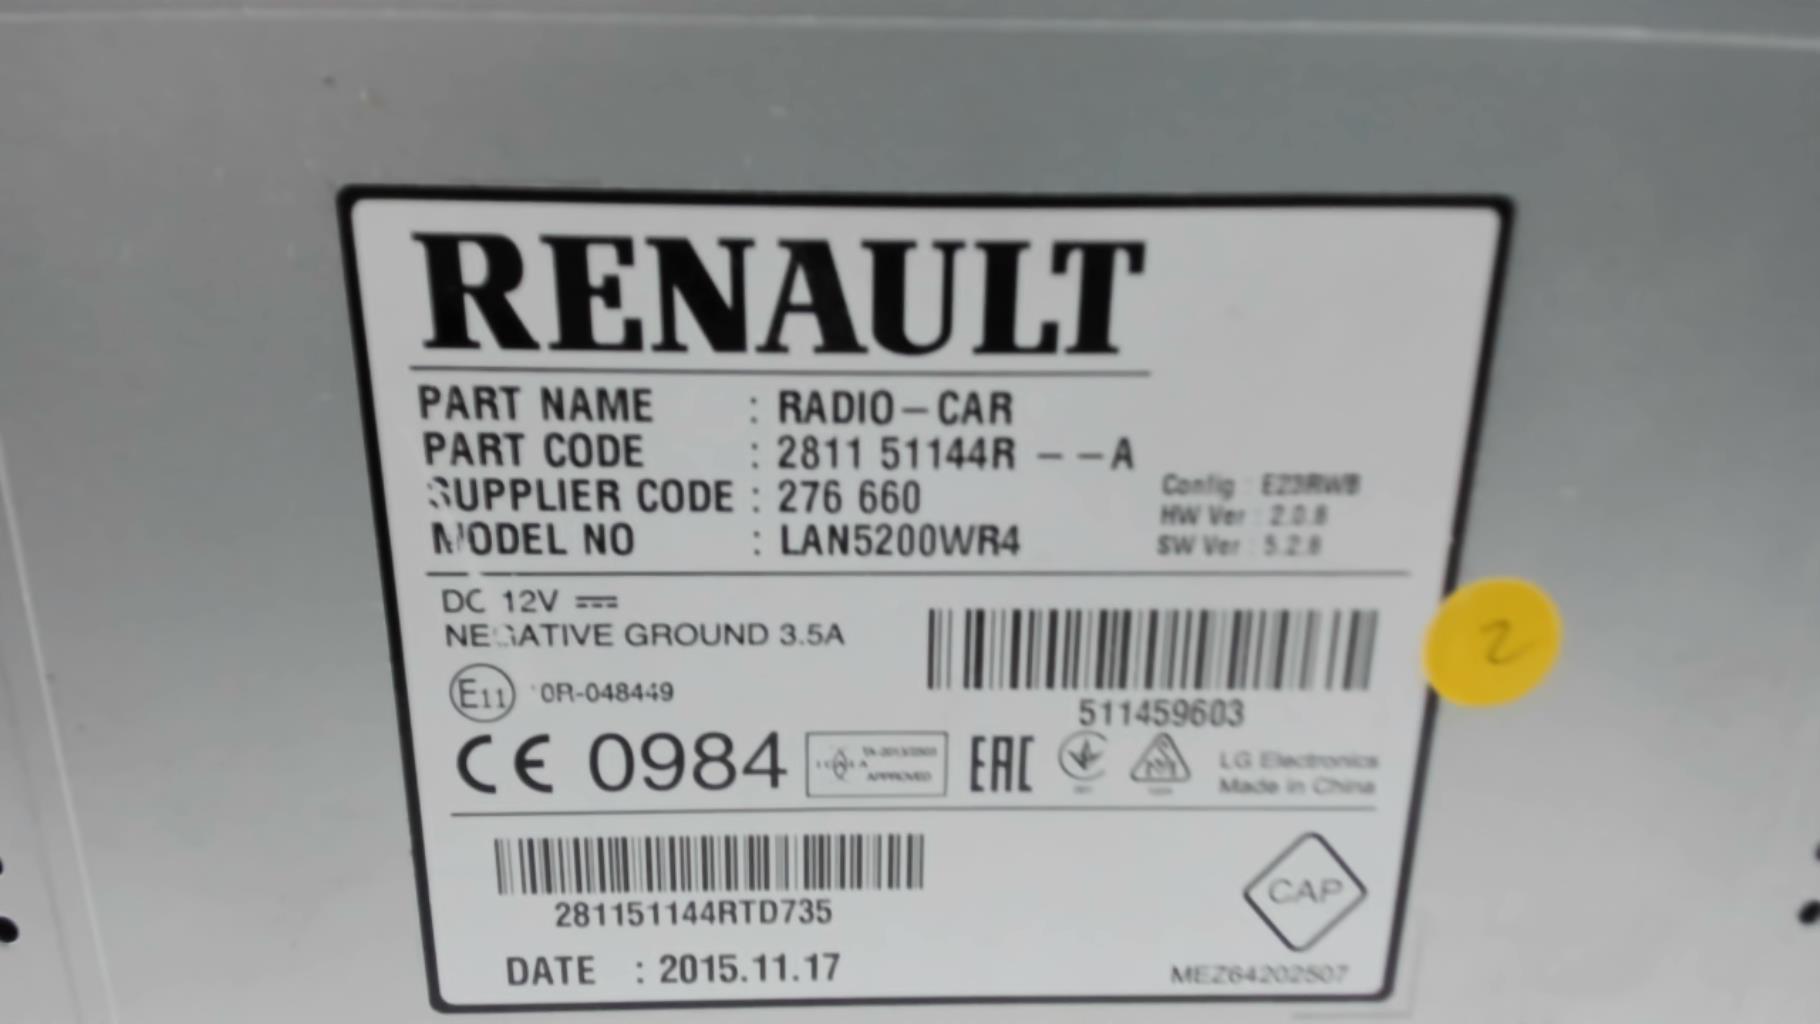 RENAULT
PART NAME : RADIO-CAR
PART CODE : 2811 51144R --A
SUPPLIER CODE : 276 660
MODEL NO : LAN5200WR4
Config : E23RWB
HW Ver : 2.0.8
SW Ver : 5.2.8
DC 12V
NEGATIVE GROUND 3.5A
E11 10R-048449
511459603
CE 0984
APPROVED
EAC
LG Electronics
Made in China
281151144RTD735
DATE : 2015.11.17
CAP
MEZ64202507
2